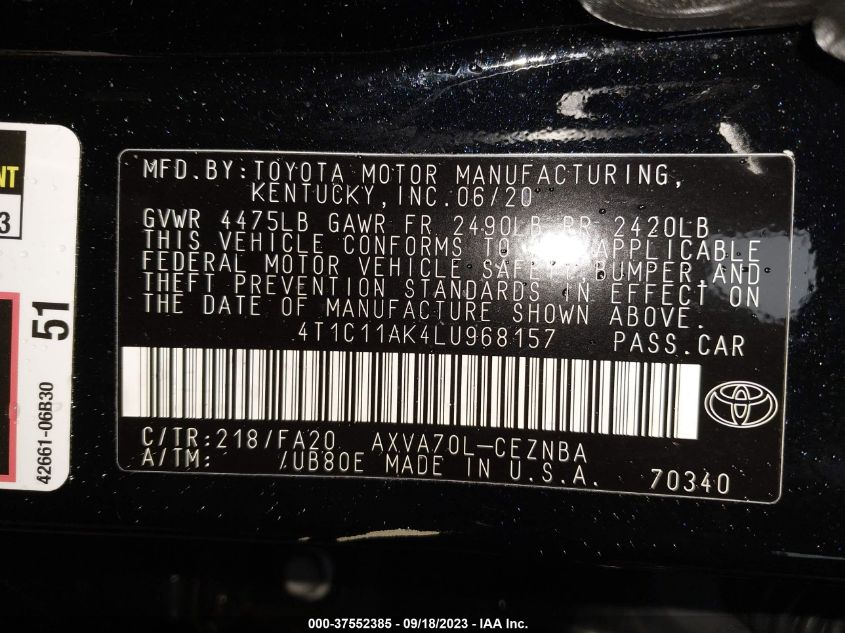 NT
3
51
42661-06B30
MFD.BY:TOYOTA MOTOR MANUFACTURING,
KENTUCKY,INC.06/20
GVWR 4475LB GAWR FR 2490LB RR 2420LB
THIS VEHICLE CONFORMS TO APPLICABLE
FEDERAL MOTOR VEHICLE SAFETY, BUMPER,AND
THEFT PREVENTION STANDARDS IN EFFECT ON
THE DATE OF MANUFACTURE SHOWN ABOVE.
4T1C11AK4LU968157 PASS.CAR
C/TR:218/FA20 AXVA70L-CEZNBA
A/TM: /UB80E MADE IN U.S.A. 70340
000-37552385 - 09/18/2023 - IAA Inc.